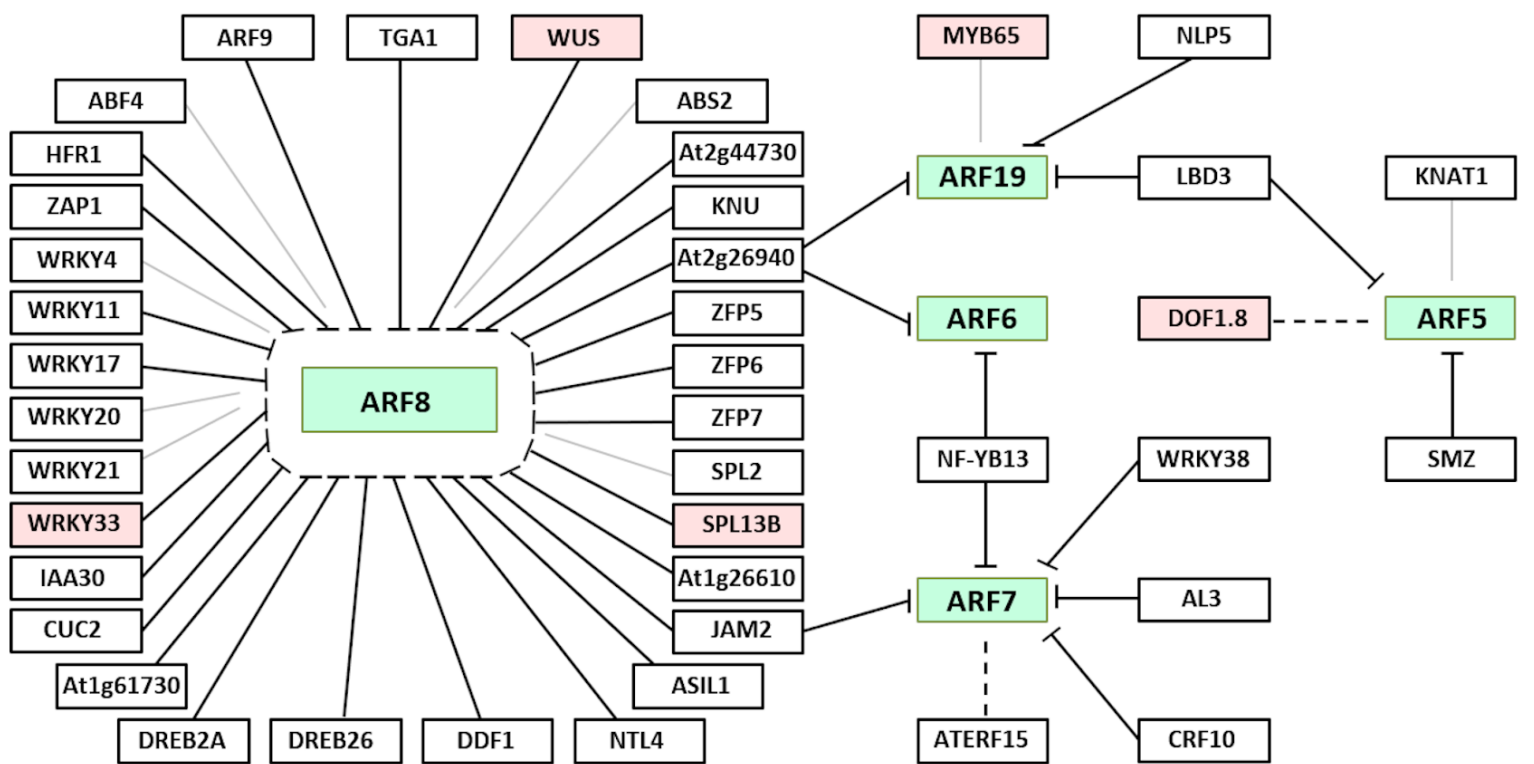 ARF9
TGA1
WUS
MYB65
NLP5
ABF4
ABS2
HFR1
At2g44730
ZAP1
KNU
ARF19
LBD3
KNAT1
WRKY4
At2g26940
WRKY11
ZFP5
ARF6
DOF1.8
ARF5
WRKY17
ZFP6
ARF8
WRKY20
ZFP7
WRKY21
SPL2
NF-YB13
WRKY38
SMZ
WRKY33
SPL13B
IAA30
At1g26610
ARF7
AL3
CUC2
JAM2
At1g61730
ASIL1
DREB2A
DREB26
DDF1
NTL4
ATERF15
CRF10